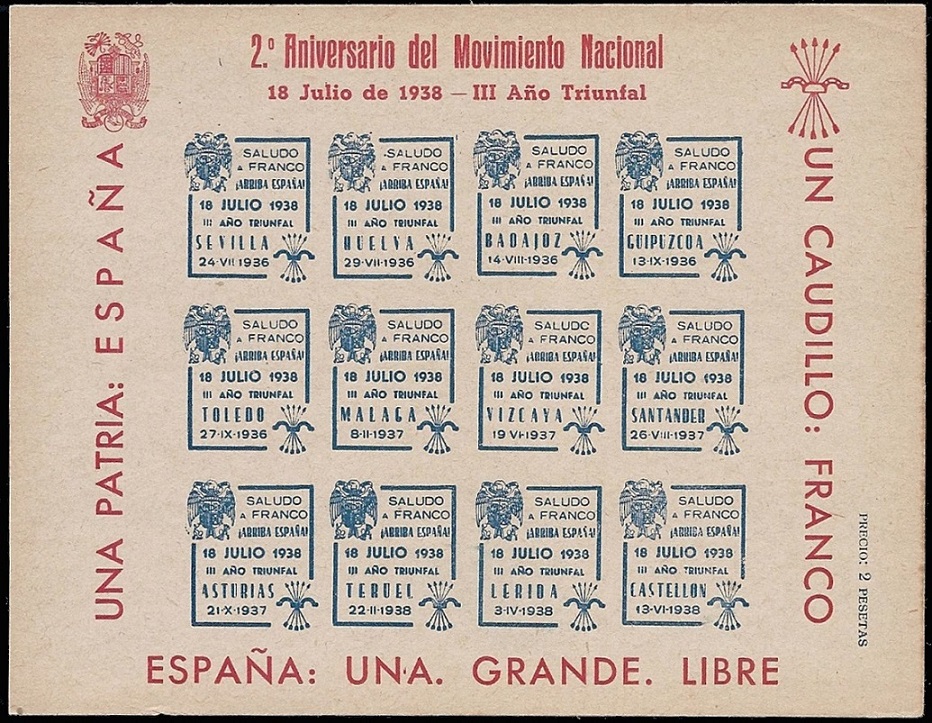 2.º Aniversario del Movimiento Nacional
18 Julio de 1938 — III Año Triunfal
UNA PATRIA: ESPAÑA
SALUDO
A FRANCO
¡ARRIBA ESPAÑA!
18 JULIO 1938
III AÑO TRIUNFAL
SEVILLA
24-VII-1936
SALUDO
A FRANCO
¡ARRIBA ESPAÑA!
18 JULIO 1938
III AÑO TRIUNFAL
HUELVA
29-VII-1936
SALUDO
A FRANCO
¡ARRIBA ESPAÑA!
18 JULIO 1938
III AÑO TRIUNFAL
BADAJOZ
14-VIII-1936
SALUDO
A FRANCO
¡ARRIBA ESPAÑA!
18 JULIO 1938
III AÑO TRIUNFAL
GUIPUZCOA
13-IX-1936
SALUDO
A FRANCO
¡ARRIBA ESPAÑA!
18 JULIO 1938
III AÑO TRIUNFAL
TOLEDO
27-IX-1936
SALUDO
A FRANCO
¡ARRIBA ESPAÑA!
18 JULIO 1938
III AÑO TRIUNFAL
MALAGA
8-II-1937
SALUDO
A FRANCO
¡ARRIBA ESPAÑA!
18 JULIO 1938
III AÑO TRIUNFAL
VIZCAYA
19-VI-1937
SALUDO
A FRANCO
¡ARRIBA ESPAÑA!
18 JULIO 1938
III AÑO TRIUNFAL
SANTANDER
26-VIII-1937
SALUDO
A FRANCO
¡ARRIBA ESPAÑA!
18 JULIO 1938
III AÑO TRIUNFAL
ASTURIAS
21-X-1937
SALUDO
A FRANCO
¡ARRIBA ESPAÑA!
18 JULIO 1938
III AÑO TRIUNFAL
TERUEL
22-II-1938
SALUDO
A FRANCO
¡ARRIBA ESPAÑA!
18 JULIO 1938
III AÑO TRIUNFAL
LERIDA
3-IV-1938
SALUDO
A FRANCO
¡ARRIBA ESPAÑA!
18 JULIO 1938
III AÑO TRIUNFAL
CASTELLON
13-VI-1938
UN CAUDILLO: FRANCO
PRECIO: 2 PESETAS
ESPAÑA: UNA. GRANDE. LIBRE